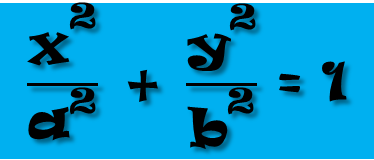 x²/a² + y²/b² = 1